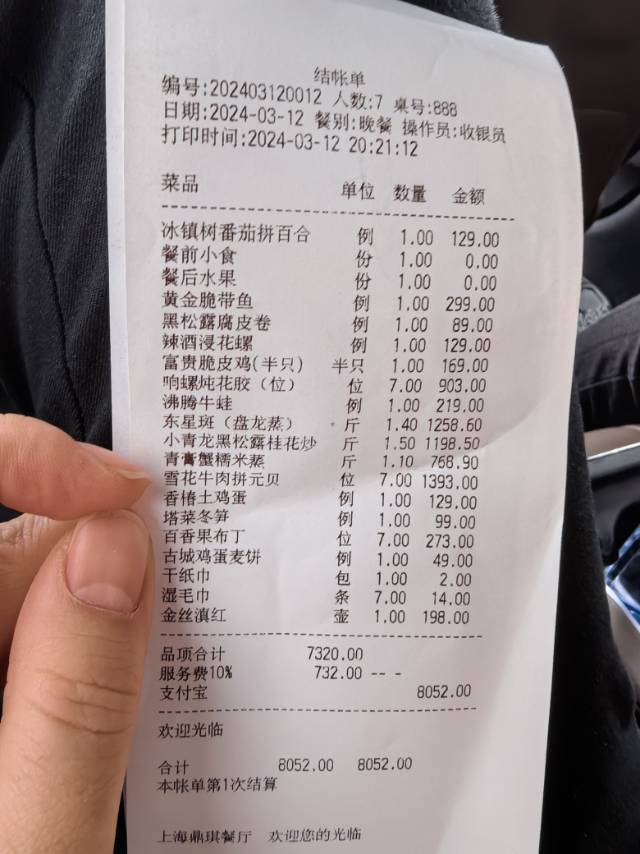 结帐单
编号:202403120012 人数:7 桌号:888
日期:2024-03-12 餐别:晚餐 操作员:收银员
打印时间:2024-03-12 20:21:12
菜品 单位 数量 金额
冰镇树番茄拼百合 例 1.00 129.00
餐前小食 份 1.00 0.00
餐后水果 份 1.00 0.00
黄金脆带鱼 例 1.00 299.00
黑松露腐皮卷 例 1.00 89.00
辣酒浸花螺 例 1.00 129.00
富贵脆皮鸡(半只) 半只 1.00 169.00
响螺炖花胶（位） 位 7.00 903.00
沸腾牛蛙 例 1.00 219.00
东星斑（盘龙蒸） 斤 1.40 1258.60
小青龙黑松露桂花炒 斤 1.50 1198.50
青膏蟹糯米蒸 斤 1.10 768.90
雪花牛肉拼元贝 位 7.00 1393.00
香椿土鸡蛋 例 1.00 129.00
塔菜冬笋 例 1.00 99.00
百香果布丁 位 7.00 273.00
古城鸡蛋麦饼 例 1.00 49.00
干纸巾 包 1.00 2.00
湿毛巾 条 7.00 14.00
金丝滇红 壶 1.00 198.00
品项合计 7320.00
服务费10% 732.00 -- -
支付宝 8052.00
欢迎光临
合计 8052.00 8052.00
本帐单第1次结算
上海鼎琪餐厅 欢迎您的光临